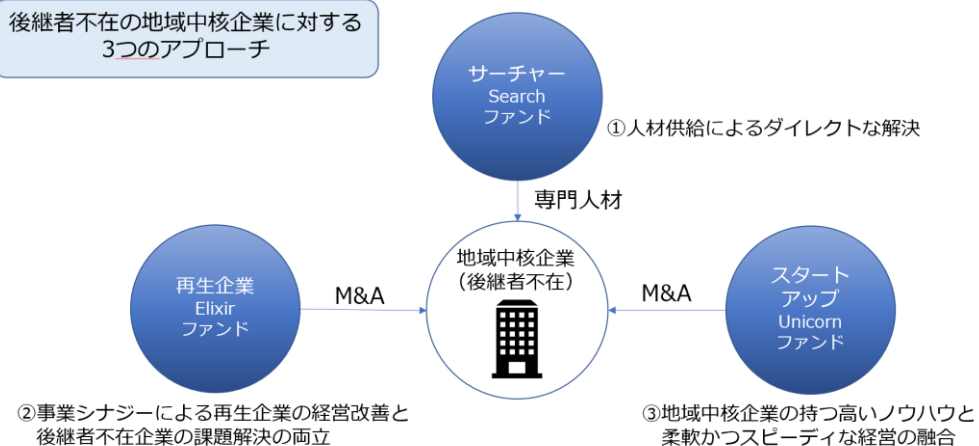 後継者不在の地域中核企業に対する
3つのアプローチ
サーチャー
Search
ファンド
①人材供給によるダイレクトな解決
専門人材
地域中核企業
（後継者不在）
再生企業
Elixir
ファンド
M&A
M&A
スタート
アップ
Unicorn
ファンド
②事業シナジーによる再生企業の経営改善と
後継者不在企業の課題解決の両立
③地域中核企業の持つ高いノウハウと
柔軟かつスピーディな経営の融合